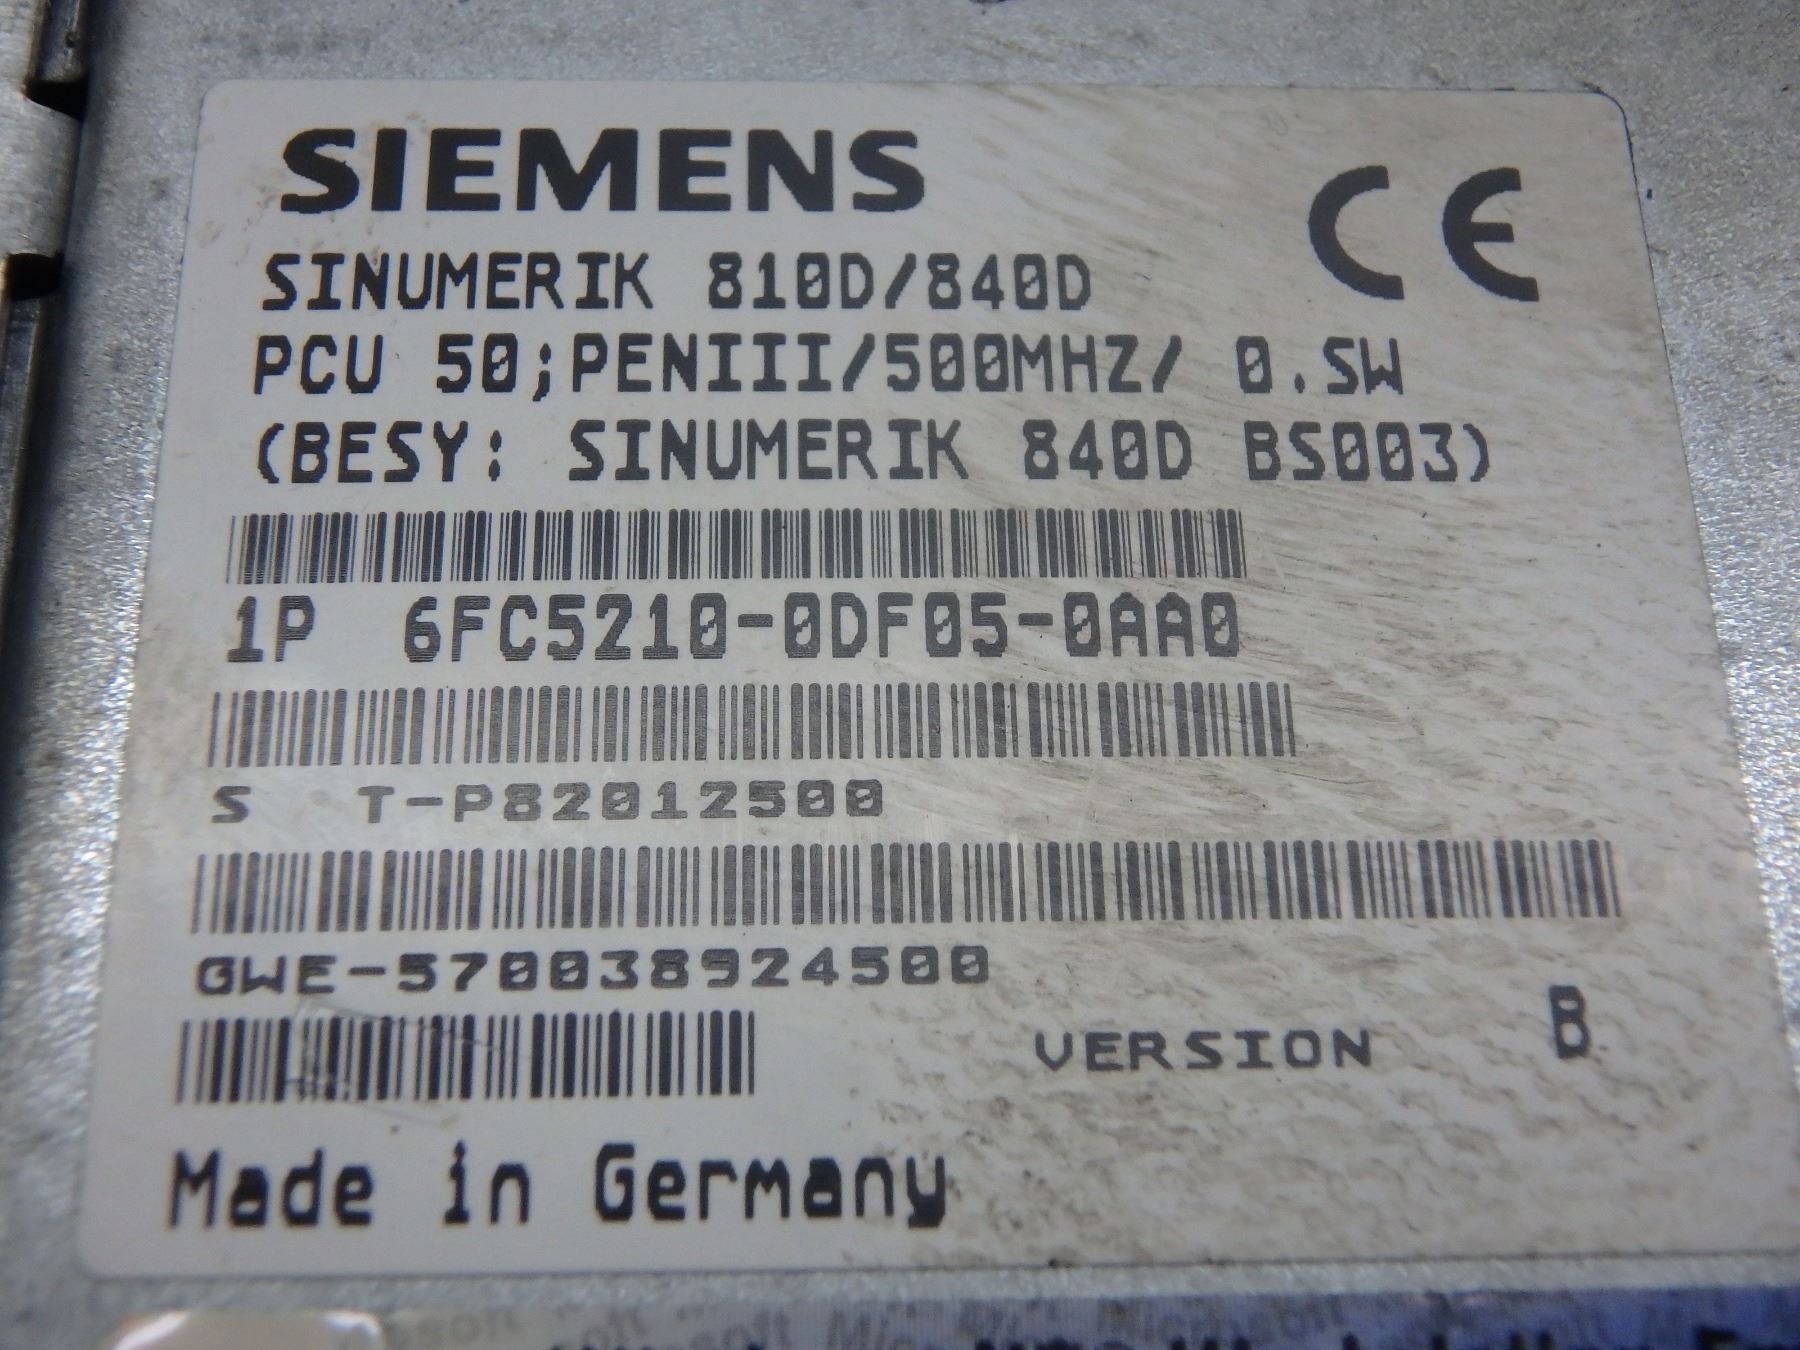 SIEMENS
CE
SINUMERIK 810D/840D
PCU 50;PENIII/500MHZ/ 0.SW
(BESY: SINUMERIK 840D BS003)
1P 6FC5210-0DF05-0AA0
S T-P82012500
GWE-570038924500
VERSION B
Made in Germany